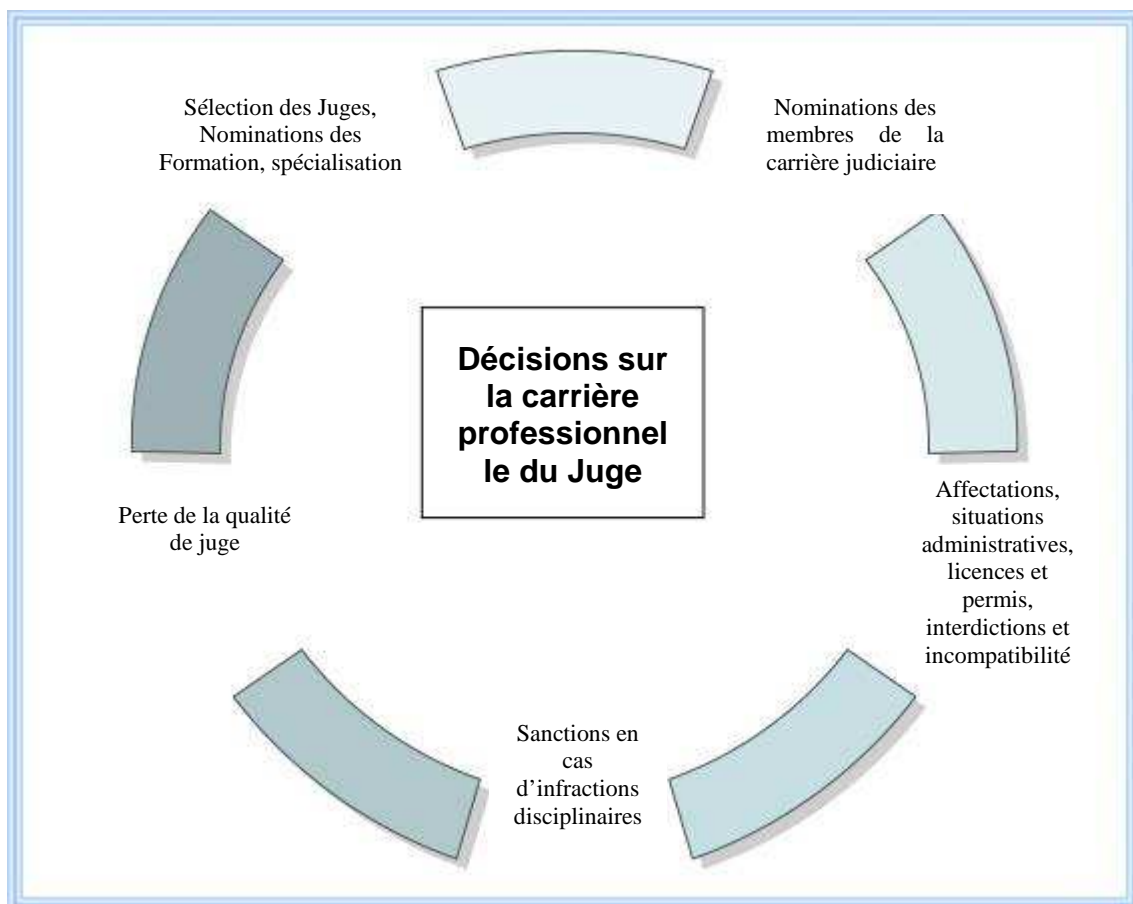 Sélection des Juges,
Nominations des
Formation, spécialisation
Nominations des
membres de la
carrière judiciaire
Décisions sur
la carrière
professionnel
le du Juge
Affectations,
situations
administratives,
licences et
permis,
interdictions et
incompatibilité
Perte de la qualité
de juge
Sanctions en
cas
d’infractions
disciplinaires